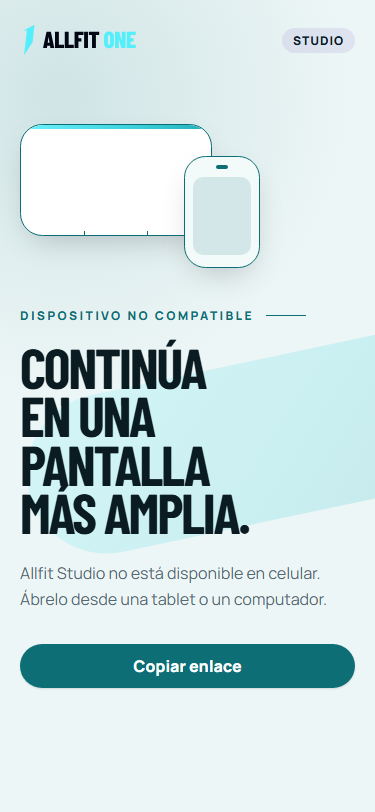 ALLFIT ONE
STUDIO
DISPOSITIVO NO COMPATIBLE
CONTINÚA
EN UNA
PANTALLA
MÁS AMPLIA.
Allfit Studio no está disponible en celular.
Ábrelo desde una tablet o un computador.
Copiar enlace